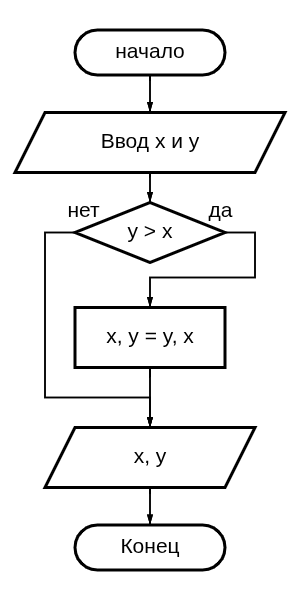 начало
Ввод x и y
нет
да
y > x
x, y = y, x
x, y
Конец